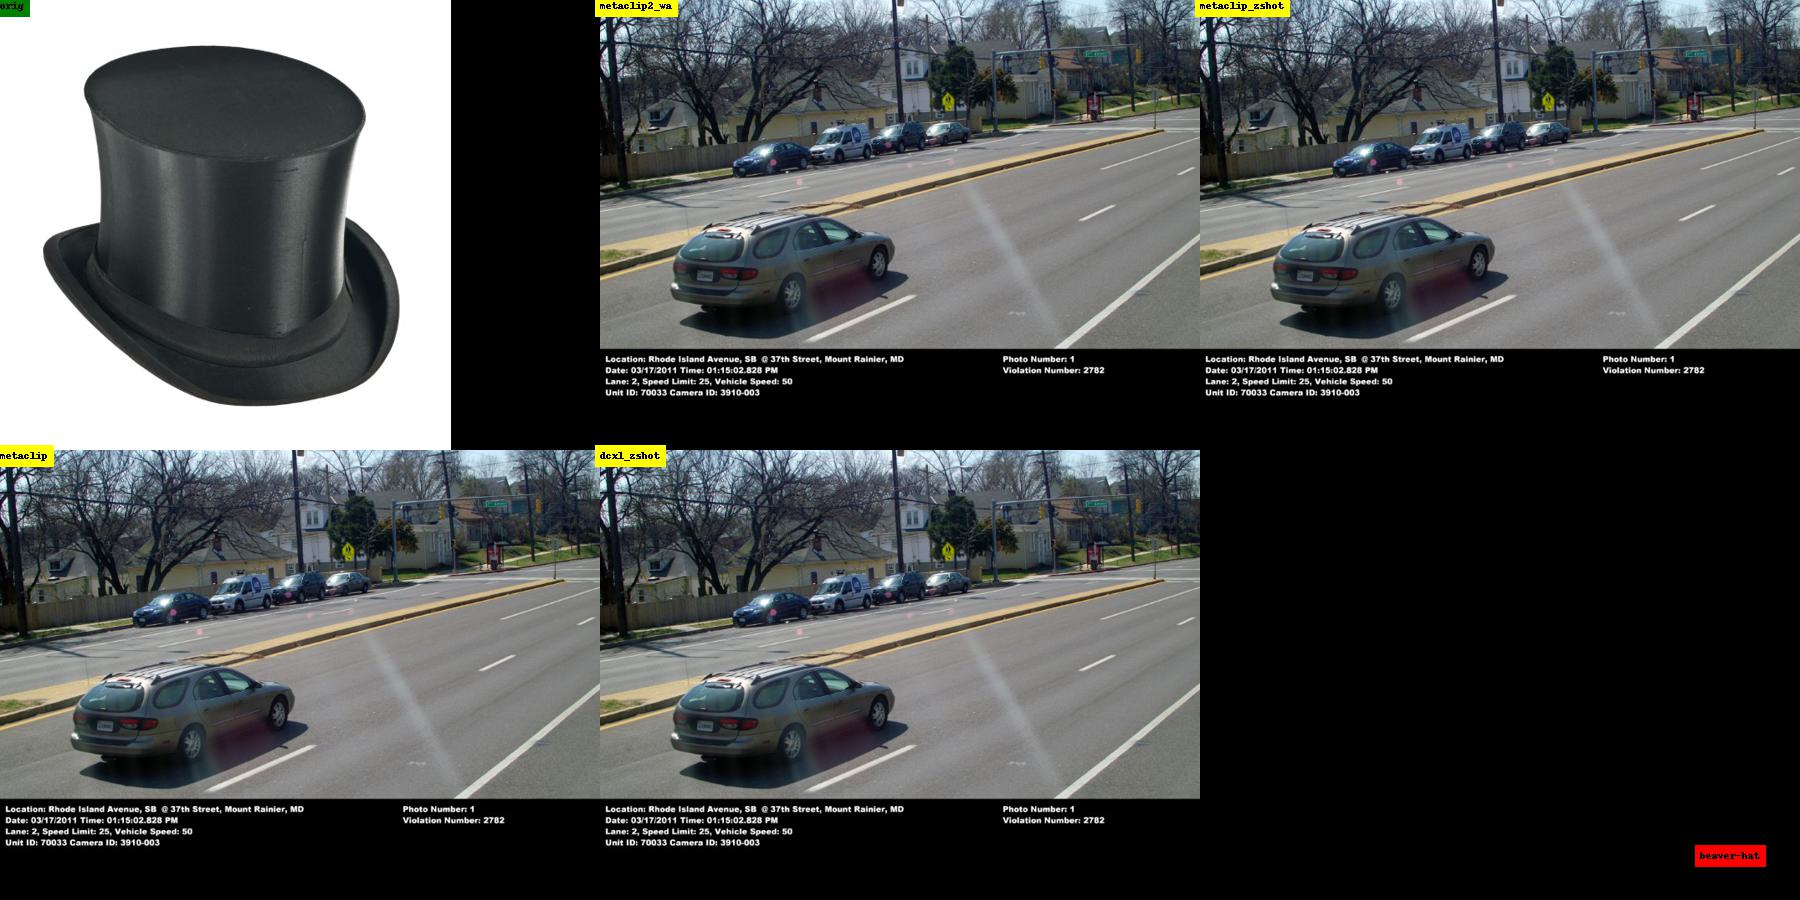 orig
metaclip2_wa
metaclip_zshot
Location: Rhode Island Avenue, SB @ 37th Street, Mount Rainier, MD
Date: 03/17/2011 Time: 01:15:02.828 PM
Lane: 2, Speed Limit: 25, Vehicle Speed: 50
Unit ID: 70033 Camera ID: 3910-003
Photo Number: 1
Violation Number: 2782
Location: Rhode Island Avenue, SB @ 37th Street, Mount Rainier, MD
Date: 03/17/2011 Time: 01:15:02.828 PM
Lane: 2, Speed Limit: 25, Vehicle Speed: 50
Unit ID: 70033 Camera ID: 3910-003
Photo Number: 1
Violation Number: 2782
metaclip
dcxl_zshot
Location: Rhode Island Avenue, SB @ 37th Street, Mount Rainier, MD
Date: 03/17/2011 Time: 01:15:02.828 PM
Lane: 2, Speed Limit: 25, Vehicle Speed: 50
Unit ID: 70033 Camera ID: 3910-003
Photo Number: 1
Violation Number: 2782
Location: Rhode Island Avenue, SB @ 37th Street, Mount Rainier, MD
Date: 03/17/2011 Time: 01:15:02.828 PM
Lane: 2, Speed Limit: 25, Vehicle Speed: 50
Unit ID: 70033 Camera ID: 3910-003
Photo Number: 1
Violation Number: 2782
beaver-hat